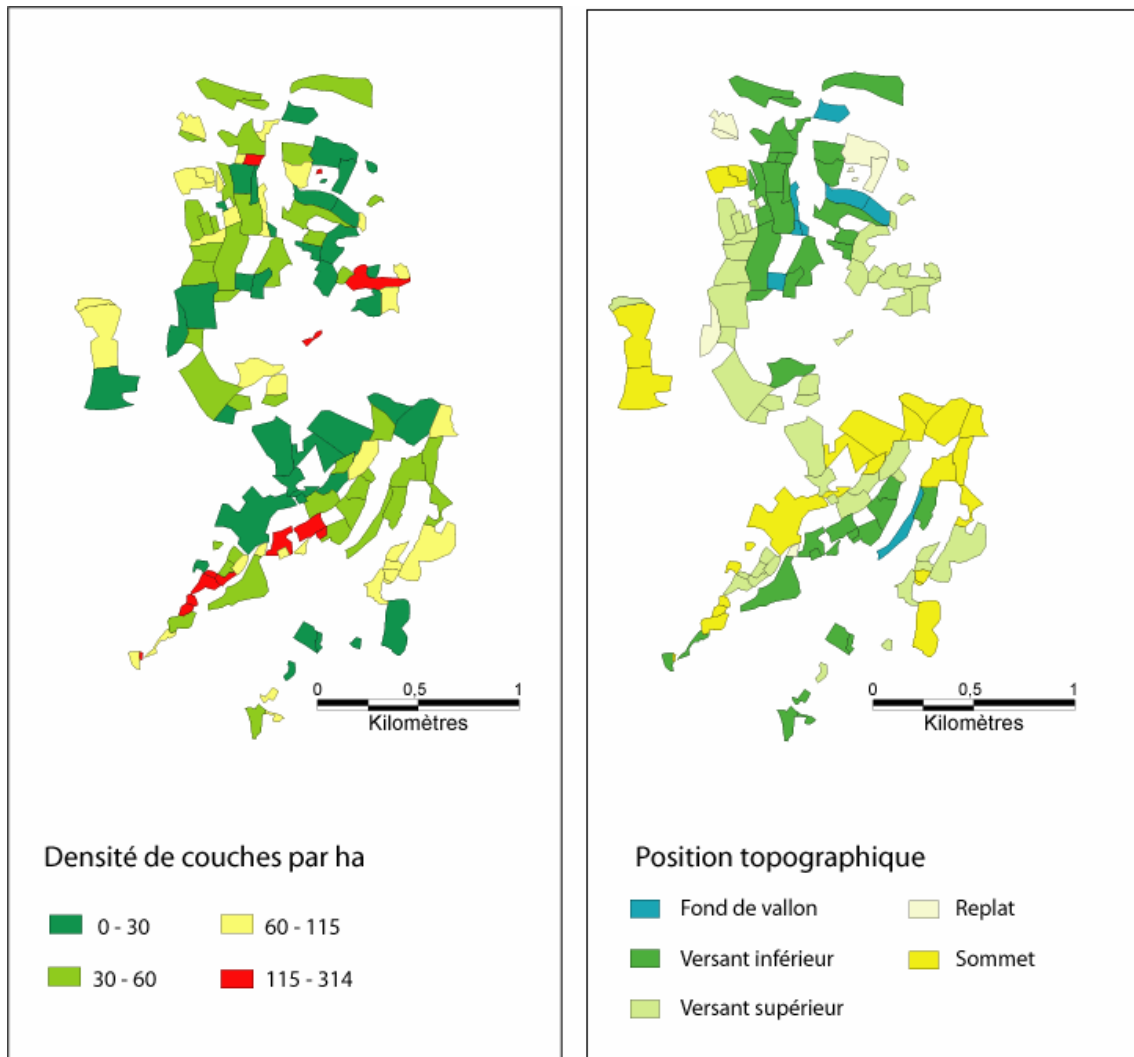 0 0,5 1
Kilomètres
Densité de couches par ha
0 - 30
60 - 115
30 - 60
115 - 314
0 0,5 1
Kilomètres
Position topographique
Fond de vallon
Replat
Versant inférieur
Sommet
Versant supérieur